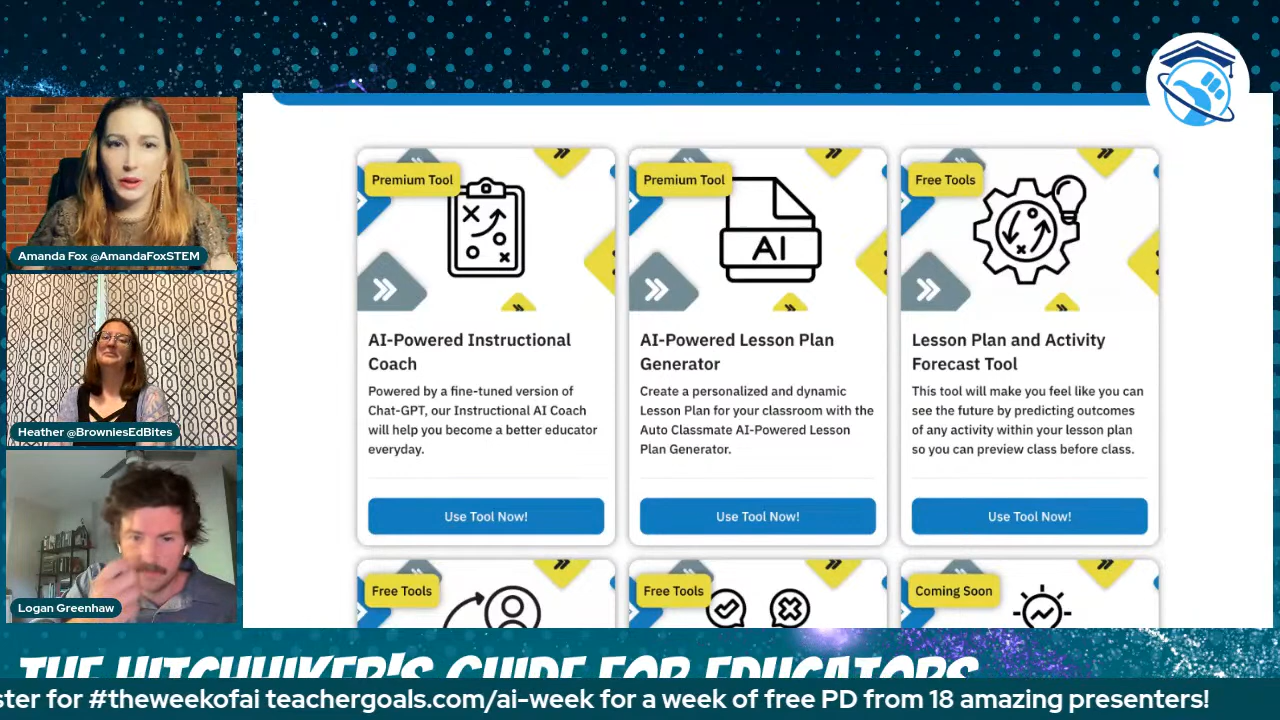 Amanda Fox @AmandaFoxSTEM
Heather @BrowniesEdBites
Logan Greenhaw
Premium Tool
AI-Powered Instructional
Coach
Powered by a fine-tuned version of
Chat-GPT, our Instructional AI Coach
will help you become a better educator
everyday.
Use Tool Now!
Premium Tool
AI
AI-Powered Lesson Plan
Generator
Create a personalized and dynamic
Lesson Plan for your classroom with the
Auto Classmate AI-Powered Lesson
Plan Generator.
Use Tool Now!
Free Tools
Lesson Plan and Activity
Forecast Tool
This tool will make you feel like you can
see the future by predicting outcomes
of any activity within your lesson plan
so you can preview class before class.
Use Tool Now!
Free Tools
Free Tools
Coming Soon
THE HITCHHIKER'S GUIDE FOR EDUCATORS
ster for #theweekofai teachergoals.com/ai-week for a week of free PD from 18 amazing presenters!